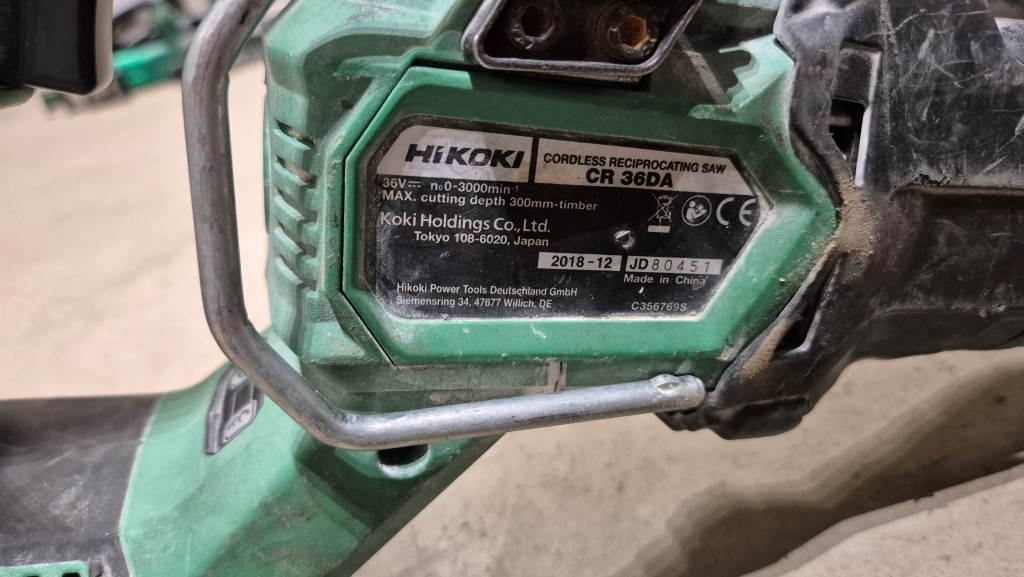 HiKOKI
CORDLESS RECIPROCATING SAW
CR 36DA
36V⎓ n₀0-3000min⁻¹
MAX. cutting depth 300mm-timber
Koki Holdings Co., Ltd.
Tokyo 108-6020, Japan
CE
2018-12 JD80451
Made in China
Hikoki Power Tools Deutschland GmbH
Siemensring 34, 47877 Willich, DE
C356769S